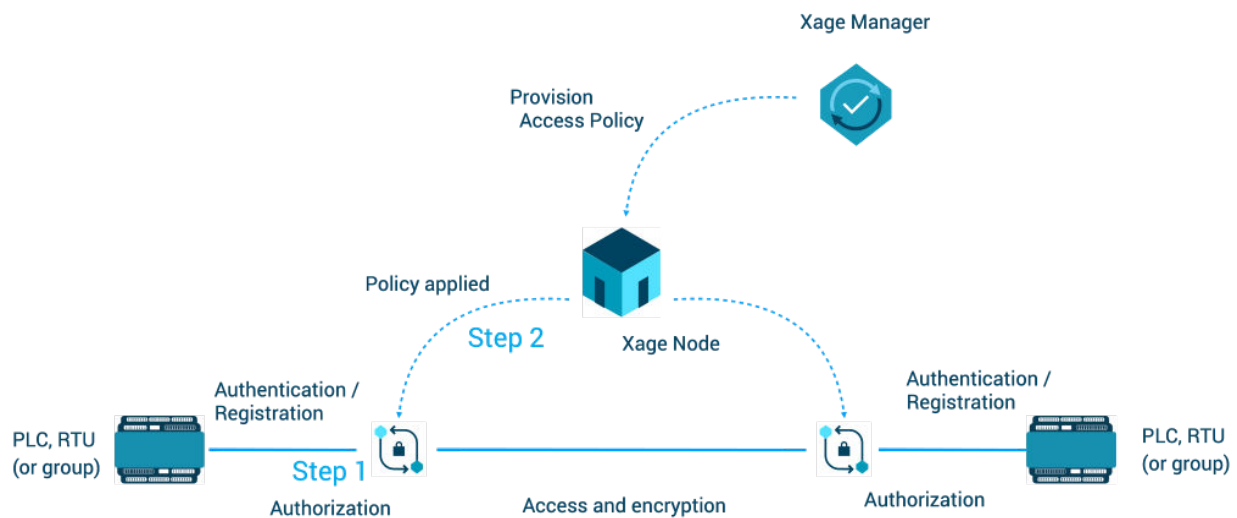 Xage Manager
Provision
Access Policy
Policy applied
Step 2
Xage Node
Authentication /
Registration
Authentication /
Registration
PLC, RTU
(or group)
Step 1
PLC, RTU
(or group)
Authorization
Access and encryption
Authorization